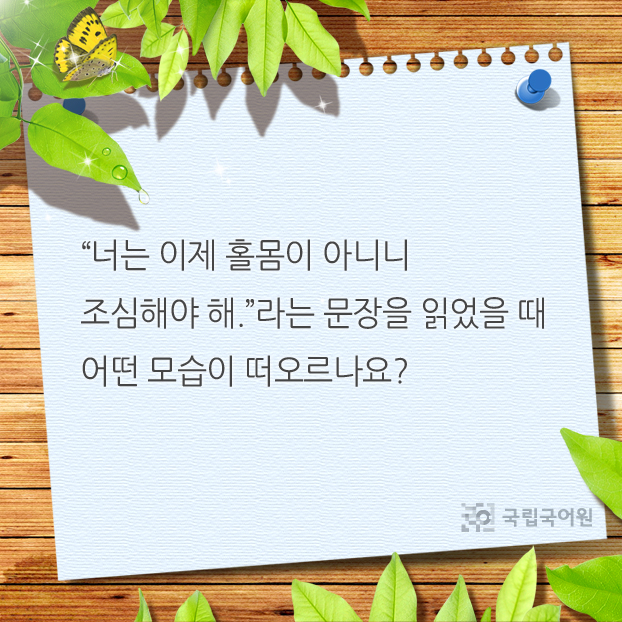 “너는 이제 홀몸이 아니니
조심해야 해.”라는 문장을 읽었을 때
어떤 모습이 떠오르나요?
국립국어원